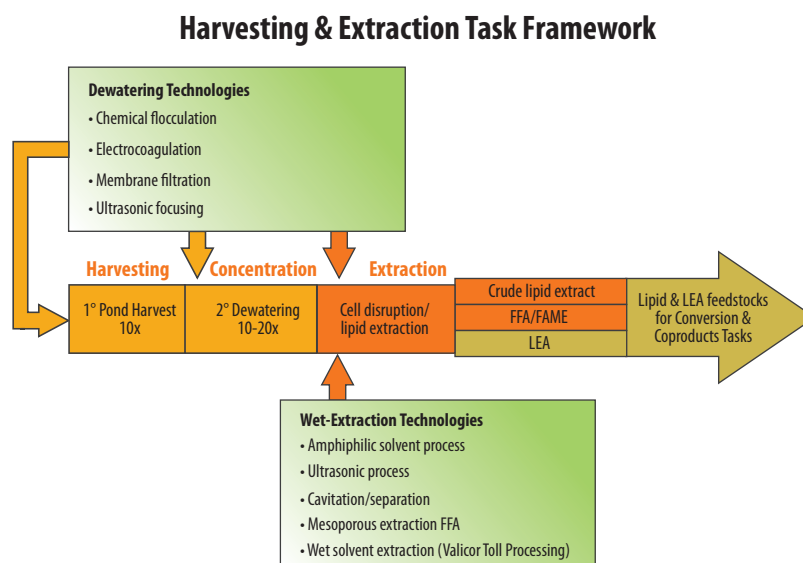 Harvesting & Extraction Task Framework
Dewatering Technologies
• Chemical flocculation
• Electrocoagulation
• Membrane filtration
• Ultrasonic focusing
Harvesting
Concentration
Extraction
1° Pond Harvest
10x
2° Dewatering
10-20x
Cell disruption/
lipid extraction
Crude lipid extract
FFA/FAME
LEA
Lipid & LEA feedstocks
for Conversion &
Coproducts Tasks
Wet-Extraction Technologies
• Amphiphilic solvent process
• Ultrasonic process
• Cavitation/separation
• Mesoporous extraction FFA
• Wet solvent extraction (Valicor Toll Processing)